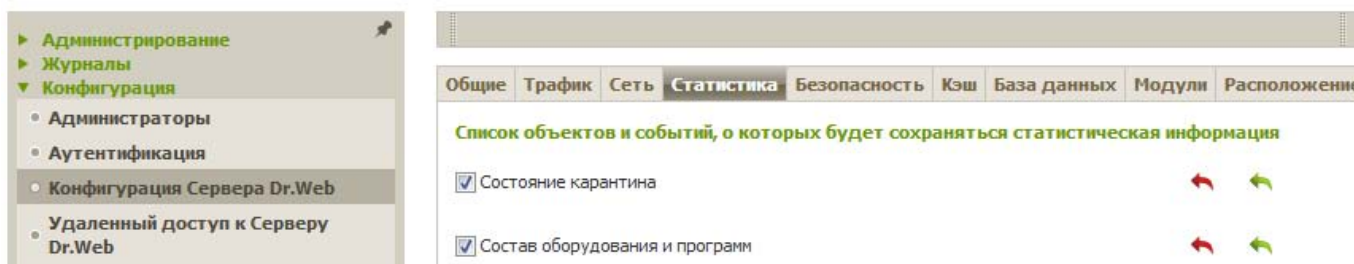 Администрирование
Журналы
Конфигурация
Администраторы
Аутентификация
Конфигурация Сервера Dr.Web
Удаленный доступ к Серверу
Dr.Web
Общие Трафик Сеть Статистика Безопасность Кэш База данных Модули Расположение
Список объектов и событий, о которых будет сохраняться статистическая информация
Состояние карантина
Состав оборудования и программ